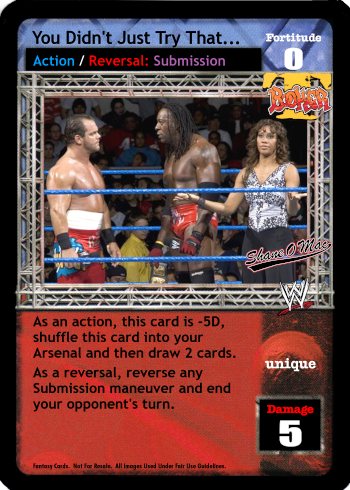 You Didn't Just Try That...
Fortitude
0
Action / Reversal: Submission
Booker
Shane O Mac
W
As an action, this card is -5D,
shuffle this card into your
Arsenal and then draw 2 cards.
As a reversal, reverse any
Submission maneuver and end
your opponent's turn.
unique
Damage
5
Fantasy Cards. Not For Resale. All Images Used Under Fair Use Guidelines.